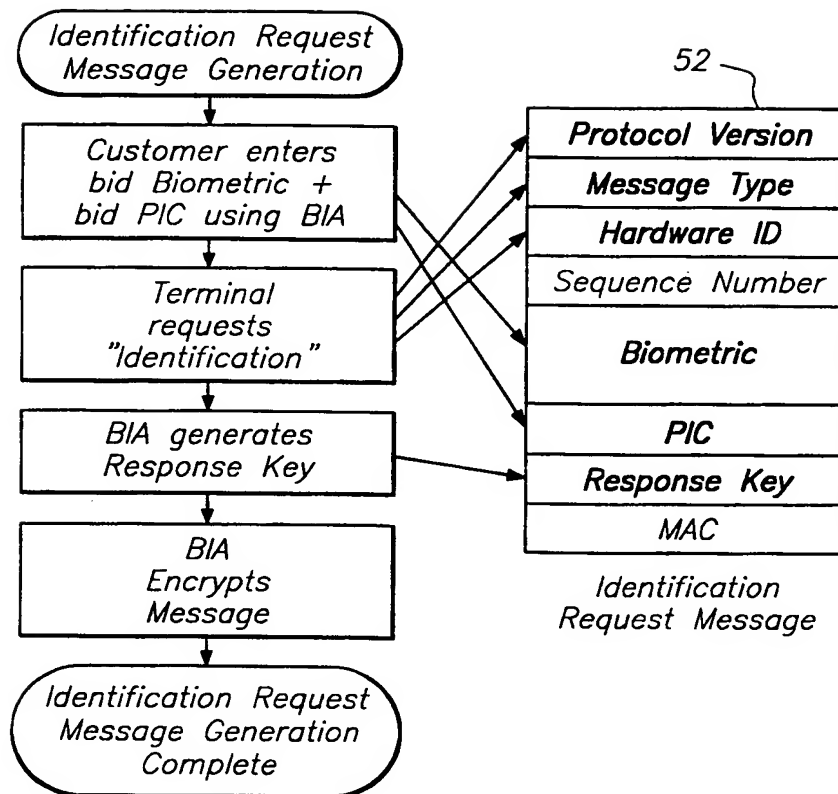 Identification Request
Message Generation
Customer enters
bid Biometric +
bid PIC using BIA
Terminal
requests
"Identification"
BIA generates
Response Key
BIA
Encrypts
Message
Identification Request
Message Generation
Complete
52
Protocol Version
Message Type
Hardware ID
Sequence Number
Biometric
PIC
Response Key
MAC
Identification
Request Message